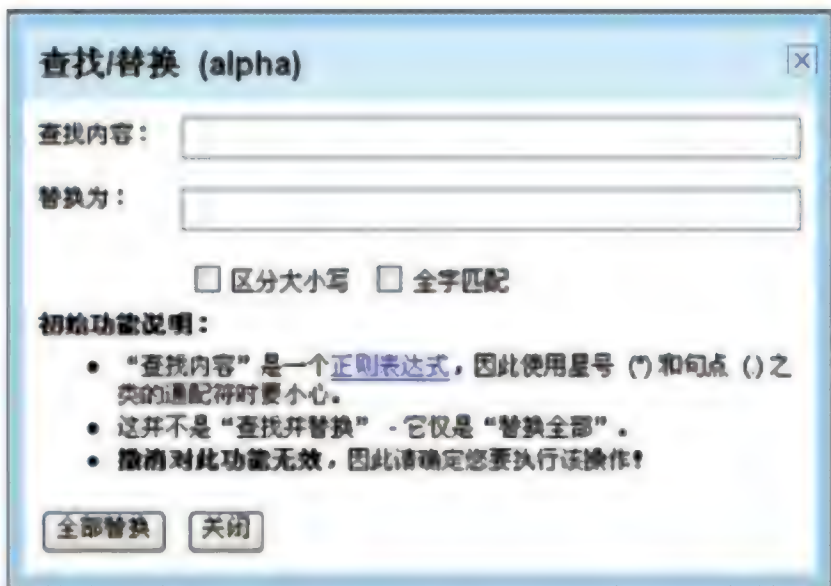 查找/替换 (alpha)
查找内容：
替换为：
区分大小写 全字匹配
初始功能说明：
“查找内容”是一个正则表达式，因此使用星号 (*) 和句点 (.) 之
类的通配符时要小心。
这并不是“查找并替换” - 它仅是“替换全部”。
撤消对此功能无效，因此请确定您要执行该操作！
全部替换 关闭